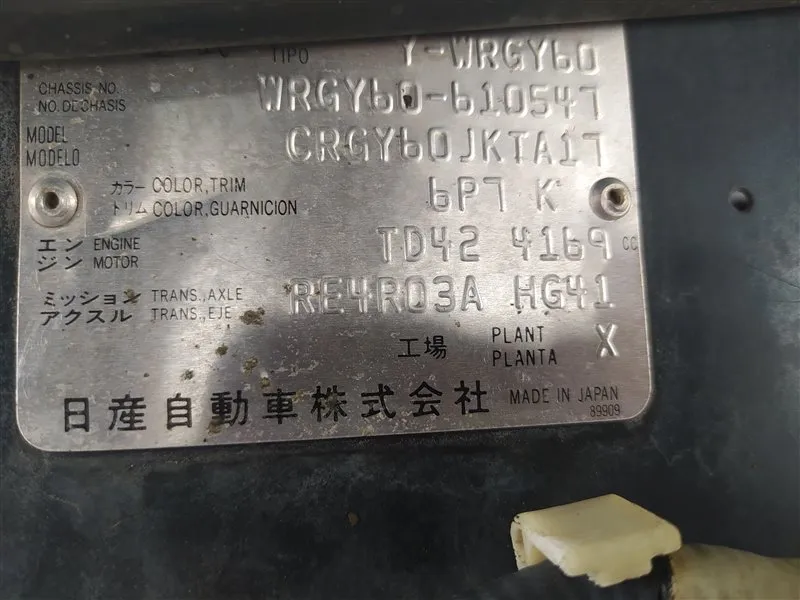 TIPO Y-WRGY60
CHASSIS NO.
NO. DE CHASIS WRGY60-610547
MODEL
MODELO CRGY60JKTA17
カラー COLOR,TRIM
トリム COLOR,GUARNICION 6P7 K
エン ENGINE
ジン MOTOR TD42 4169 CC
ミッション TRANS.,AXLE
アクスル TRANS.,EJE RE4R03A HG41
工場 PLANT
PLANTA X
日産自動車株式会社 MADE IN JAPAN
89909